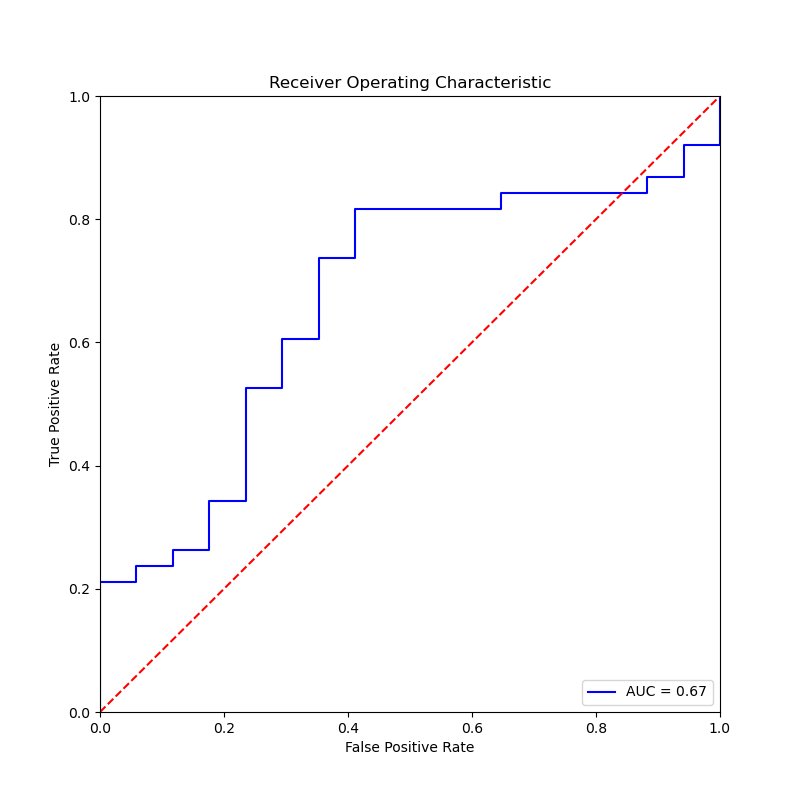 Receiver Operating Characteristic
1.0
0.8
0.6
0.4
0.2
0.0
True Positive Rate
AUC = 0.67
0.0 0.2 0.4 0.6 0.8 1.0
False Positive Rate